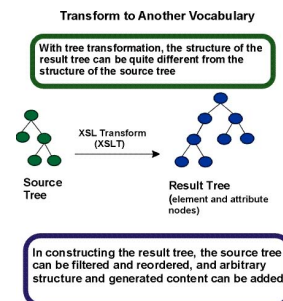 Transform to Another Vocabulary
With tree transformation, the structure of the
result tree can be quite different from the
structure of the source tree
XSL Transform
(XSLT)
Source
Tree
Result Tree
(element and attribute
nodes)
In constructing the result tree, the source tree
can be filtered and reordered, and arbitrary
structure and generated content can be added